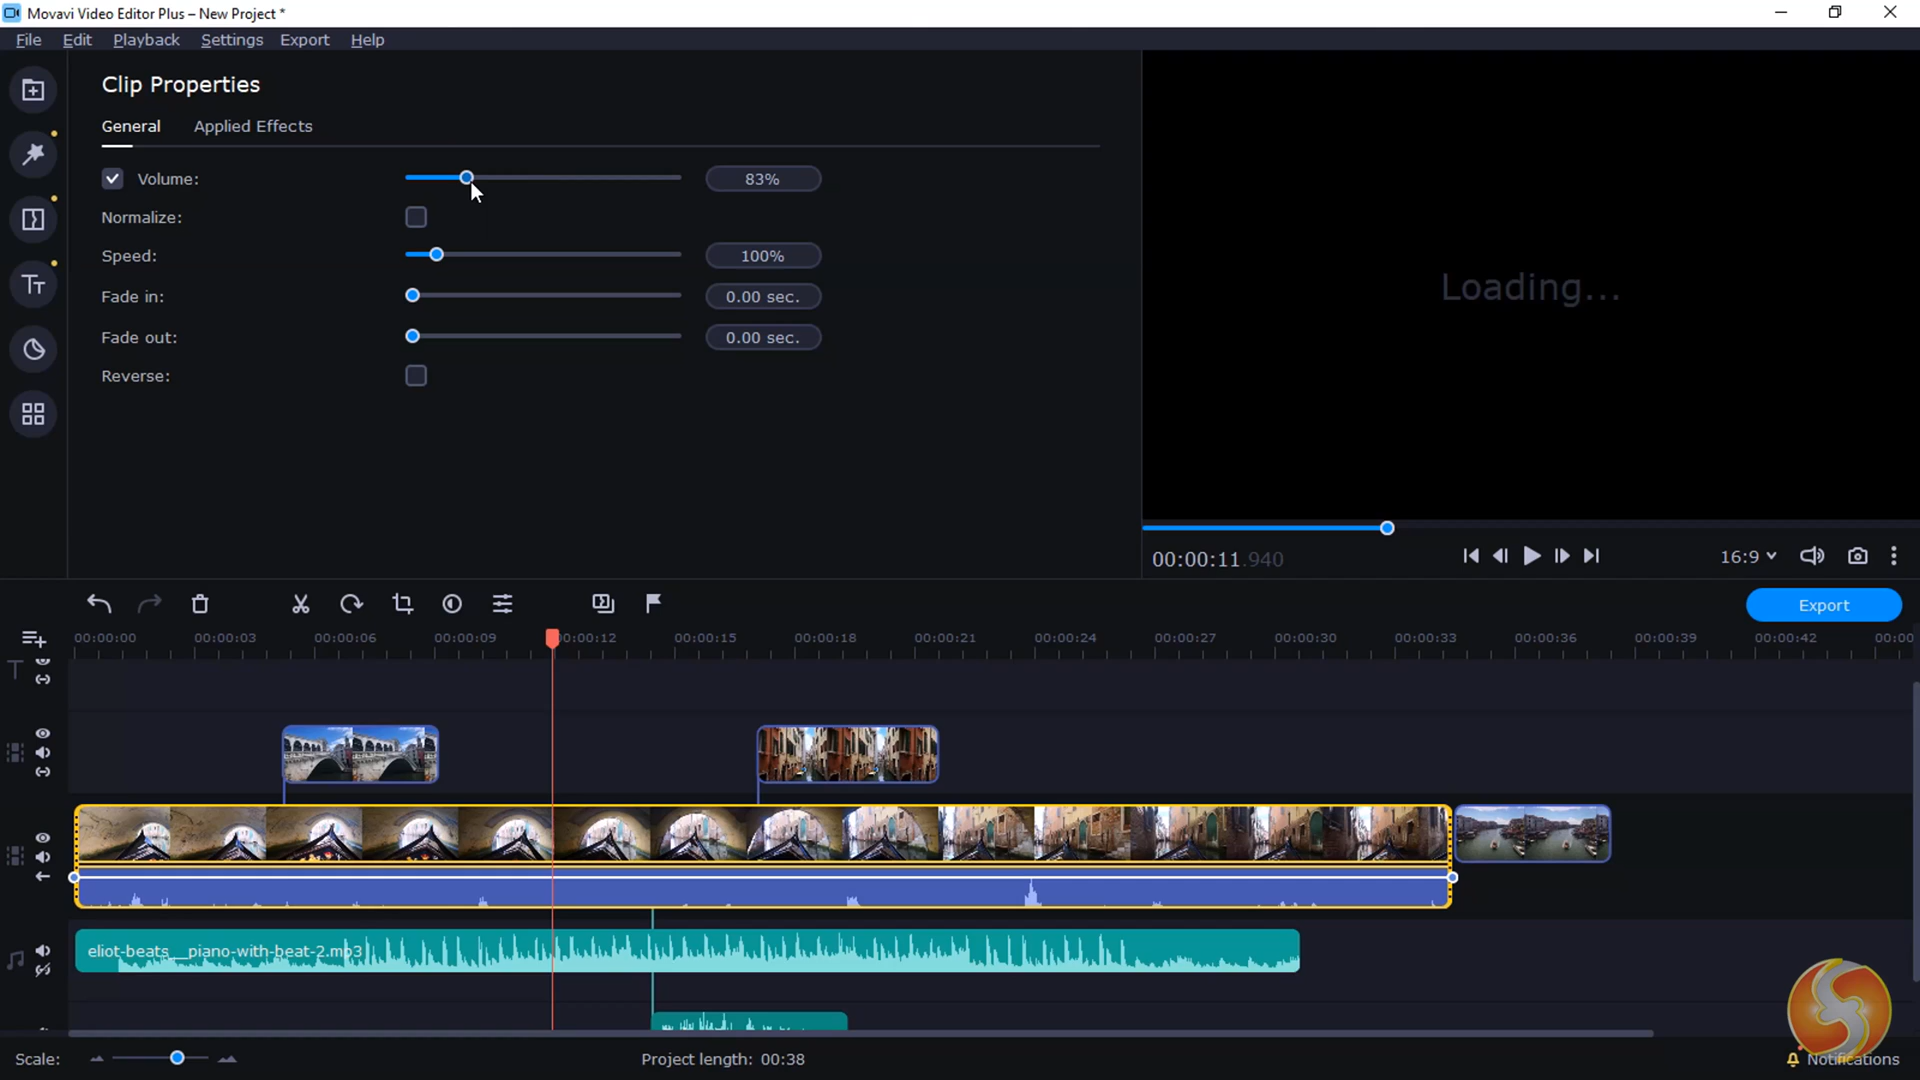 Movavi Video Editor Plus – New Project *
File Edit Playback Settings Export Help
Clip Properties
General Applied Effects
Volume: 83%
Normalize:
Speed: 100%
Fade in: 0.00 sec.
Fade out: 0.00 sec.
Reverse:
Loading...
00:00:11.940
16:9
Export
00:00:00 00:00:03 00:00:06 00:00:09 00:00:12 00:00:15 00:00:18 00:00:21 00:00:24 00:00:27 00:00:30 00:00:33 00:00:36 00:00:39 00:00:42 00:00
eliot-beats__piano-with-beat-2.mp3
Scale: Project length: 00:38 Notifications